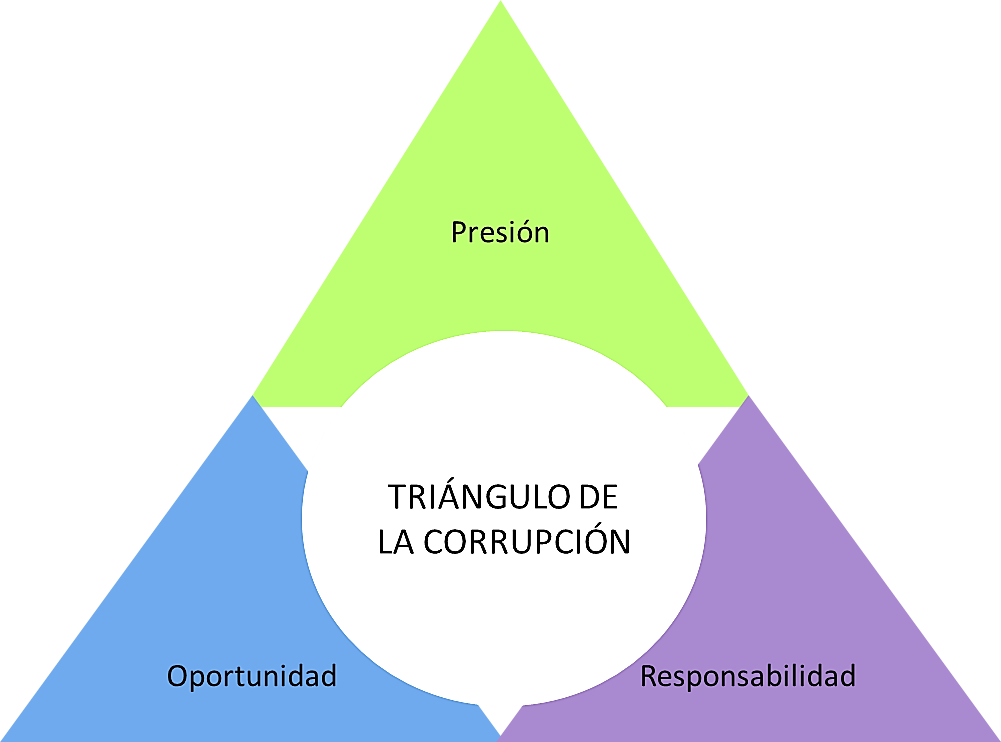 Presión
TRIÁNGULO DE
LA CORRUPCIÓN
Oportunidad
Responsabilidad